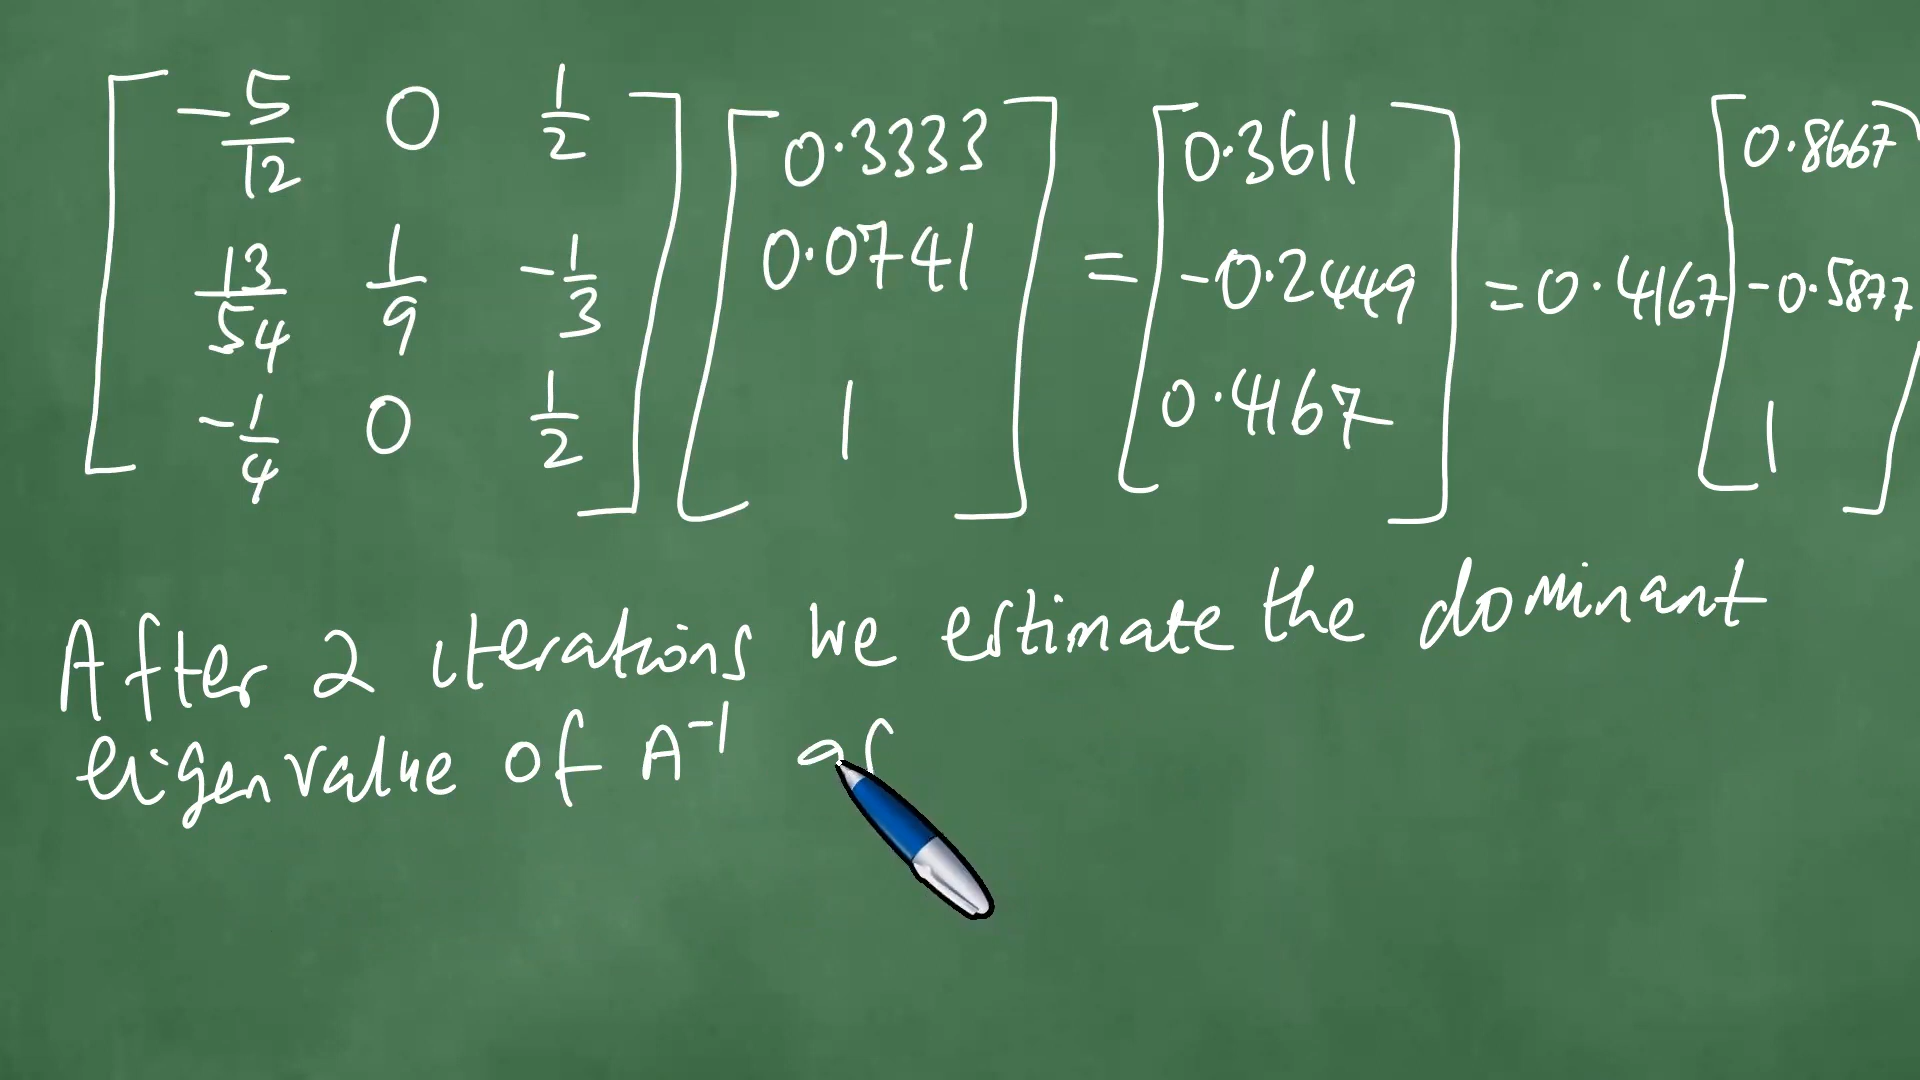 [ -5/12 0 1/2 ] [ 0.3333 ] = [ 0.3611 ] = 0.4167 [ 0.8667 ]
[ 13/54 1/9 -1/3 ] [ 0.0741 ] [ -0.2449 ] [ -0.5877 ]
[ -1/4 0 1/2 ] [ 1 ] [ 0.4167 ] [ 1 ]
After 2 iterations we estimate the dominant
eigenvalue of A⁻¹ as